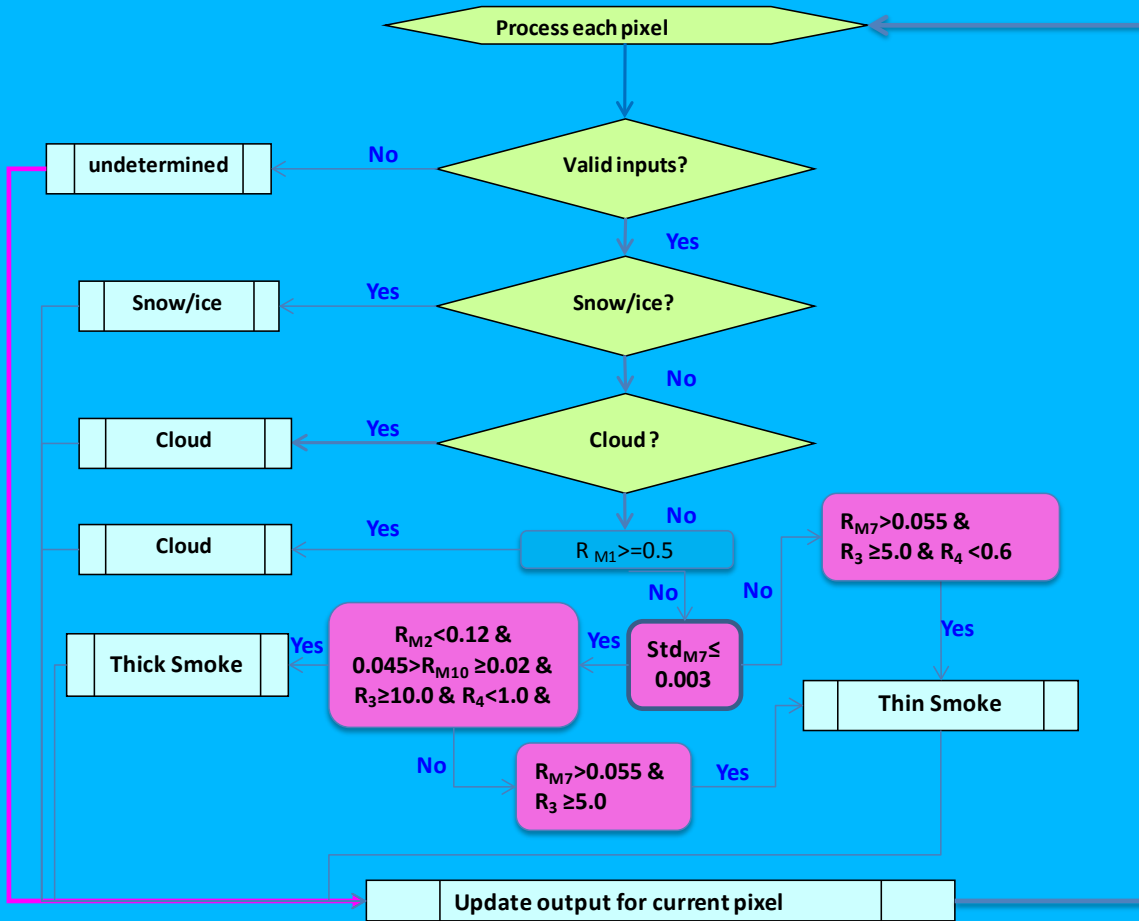 Process each pixel
undetermined
No
Valid inputs?
Yes
Snow/ice
Yes
Snow/ice?
No
Cloud
Yes
Cloud ?
No
Cloud
Yes
R M1>=0.5
RM7>0.055 &
R3 ≥5.0 & R4 <0.6
No
No
Yes
Thick Smoke
Yes
RM2<0.12 &
0.045>RM10 ≥0.02 &
R3≥10.0 & R4<1.0 &
Yes
StdM7≤
0.003
Thin Smoke
No
RM7>0.055 &
R3 ≥5.0
Yes
Update output for current pixel